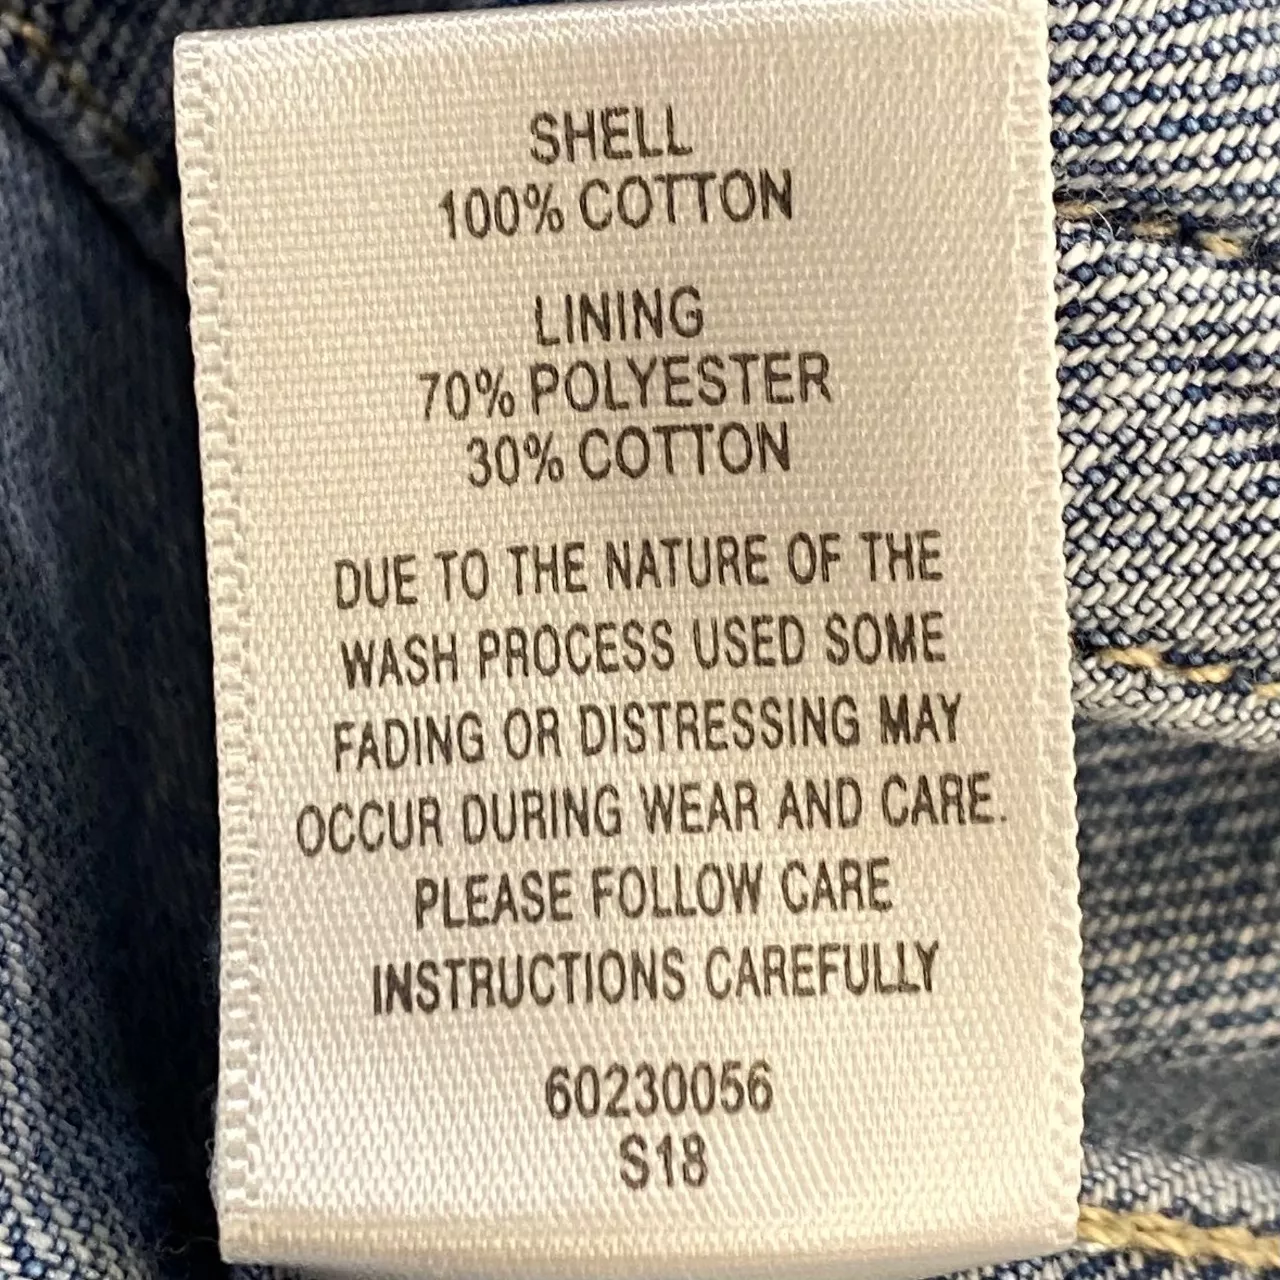 SHELL
100% COTTON
LINING
70% POLYESTER
30% COTTON
DUE TO THE NATURE OF THE
WASH PROCESS USED SOME
FADING OR DISTRESSING MAY
OCCUR DURING WEAR AND CARE.
PLEASE FOLLOW CARE
INSTRUCTIONS CAREFULLY
60230056
S18